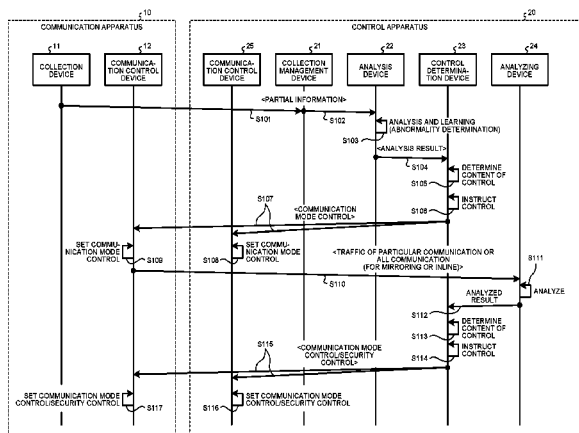 10
COMMUNICATION APPARATUS
20
CONTROL APPARATUS
11
COLLECTION
DEVICE
12
COMMUNICA-
TION CONTROL
DEVICE
25
COMMUNICA-
TION CONTROL
DEVICE
21
COLLECTION
MANAGEMENT
DEVICE
22
ANALYSIS
DEVICE
23
CONTROL
DETERMINA-
TION DEVICE
24
ANALYZING
DEVICE
<PARTIAL INFORMATION>
S101
S102
ANALYSIS AND LEARNING
(ABNORMALITY DETERMINATION)
S103
<ANALYSIS RESULT>
S104
DETERMINE
CONTENT OF
CONTROL
S105
INSTRUCT
CONTROL
S106
S107
<COMMUNICATION
MODE CONTROL>
SET COMMU-
NICATION MODE
CONTROL
S109
SET COMMU-
NICATION MODE
CONTROL
S108
<TRAFFIC OF PARTICULAR COMMUNICATION OR
ALL COMMUNICATION
(FOR MIRRORING OR INLINE)>
S110
S111
ANALYZE
ANALYZED
RESULT
S112
DETERMINE
CONTENT OF
CONTROL
S113
INSTRUCT
CONTROL
S114
S115
<COMMUNICATION MODE
CONTROL/SECURITY
CONTROL>
SET COMMUNICATION MODE
CONTROL/SECURITY CONTROL
S117
SET COMMUNICATION MODE
CONTROL/SECURITY CONTROL
S116